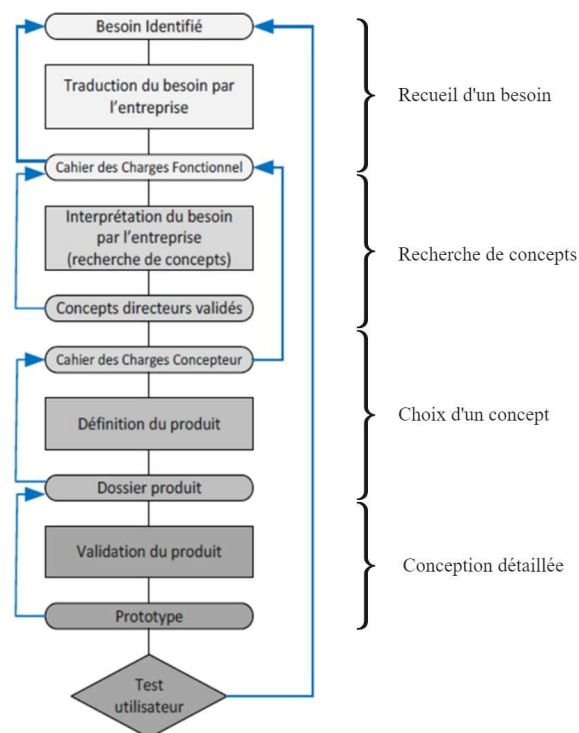 Besoin Identifié
Traduction du besoin par
l'entreprise
Recueil d'un besoin
Cahier des Charges Fonctionnel
Interprétation du besoin
par l'entreprise
(recherche de concepts)
Recherche de concepts
Concepts directeurs validés
Cahier des Charges Concepteur
Définition du produit
Choix d'un concept
Dossier produit
Validation du produit
Conception détaillée
Prototype
Test
utilisateur